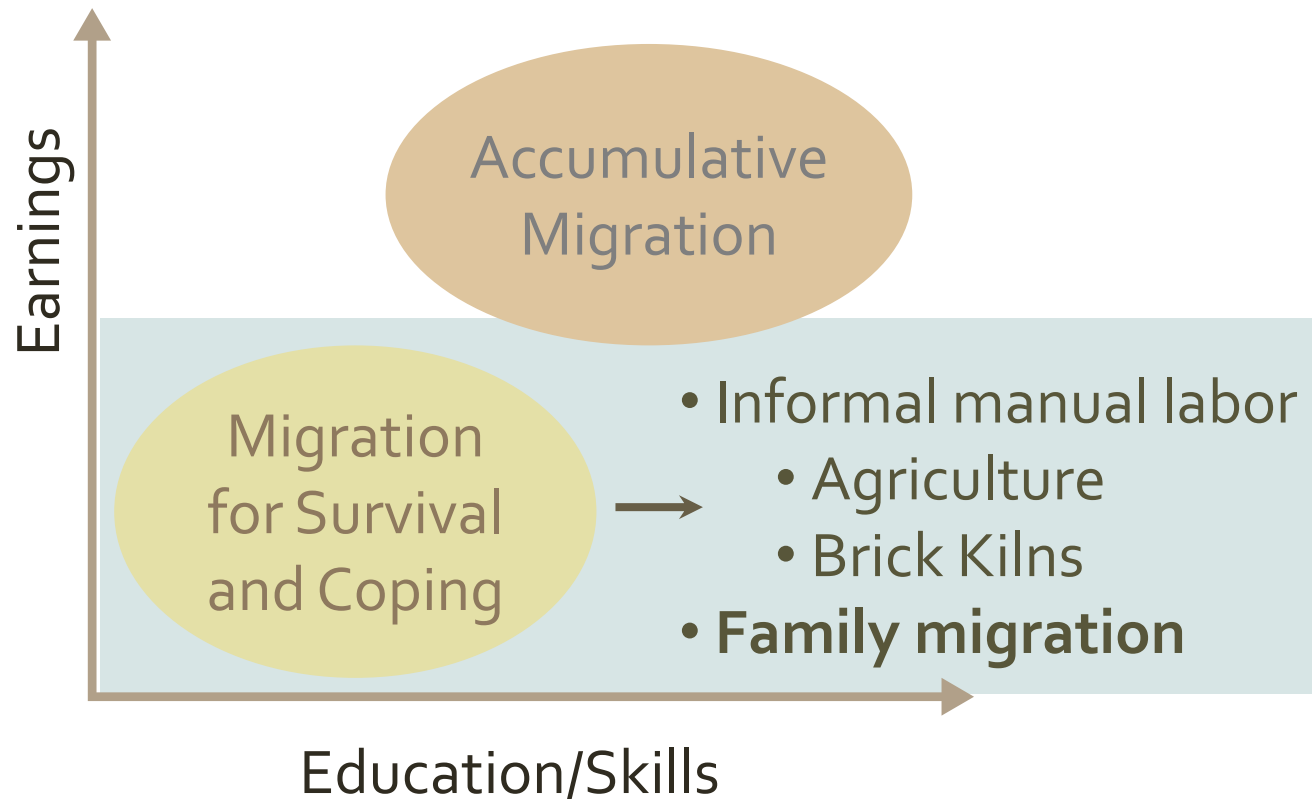 Earnings
Accumulative
Migration
Migration
for Survival
and Coping
• Informal manual labor
• Agriculture
• Brick Kilns
• Family migration
Education/Skills